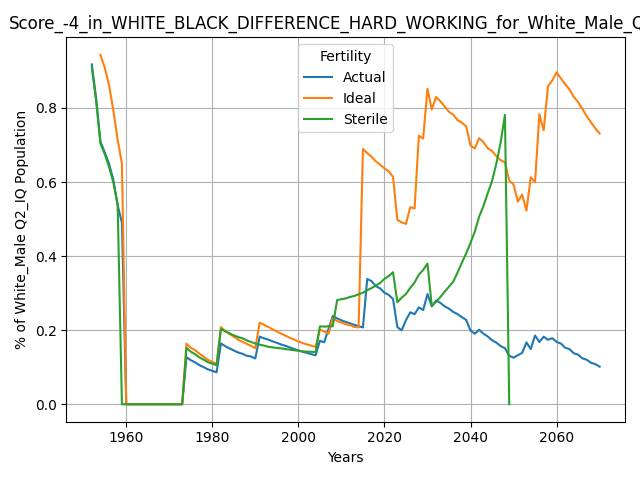 Score_-4_in_WHITE_BLACK_DIFFERENCE_HARD_WORKING_for_White_Male_Q
Fertility
Actual
Ideal
Sterile
% of White_Male Q2_IQ Population
0.8
0.6
0.4
0.2
0.0
1960 1980 2000 2020 2040 2060
Years